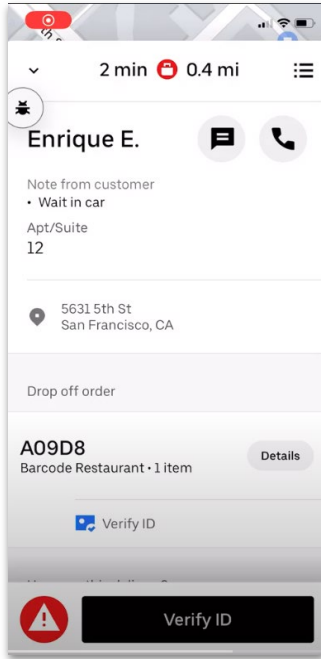 2 min 0.4 mi
Enrique E.
Note from customer
• Wait in car
Apt/Suite
12
5631 5th St
San Francisco, CA
Drop off order
A09D8
Barcode Restaurant • 1 item
Details
Verify ID
Verify ID